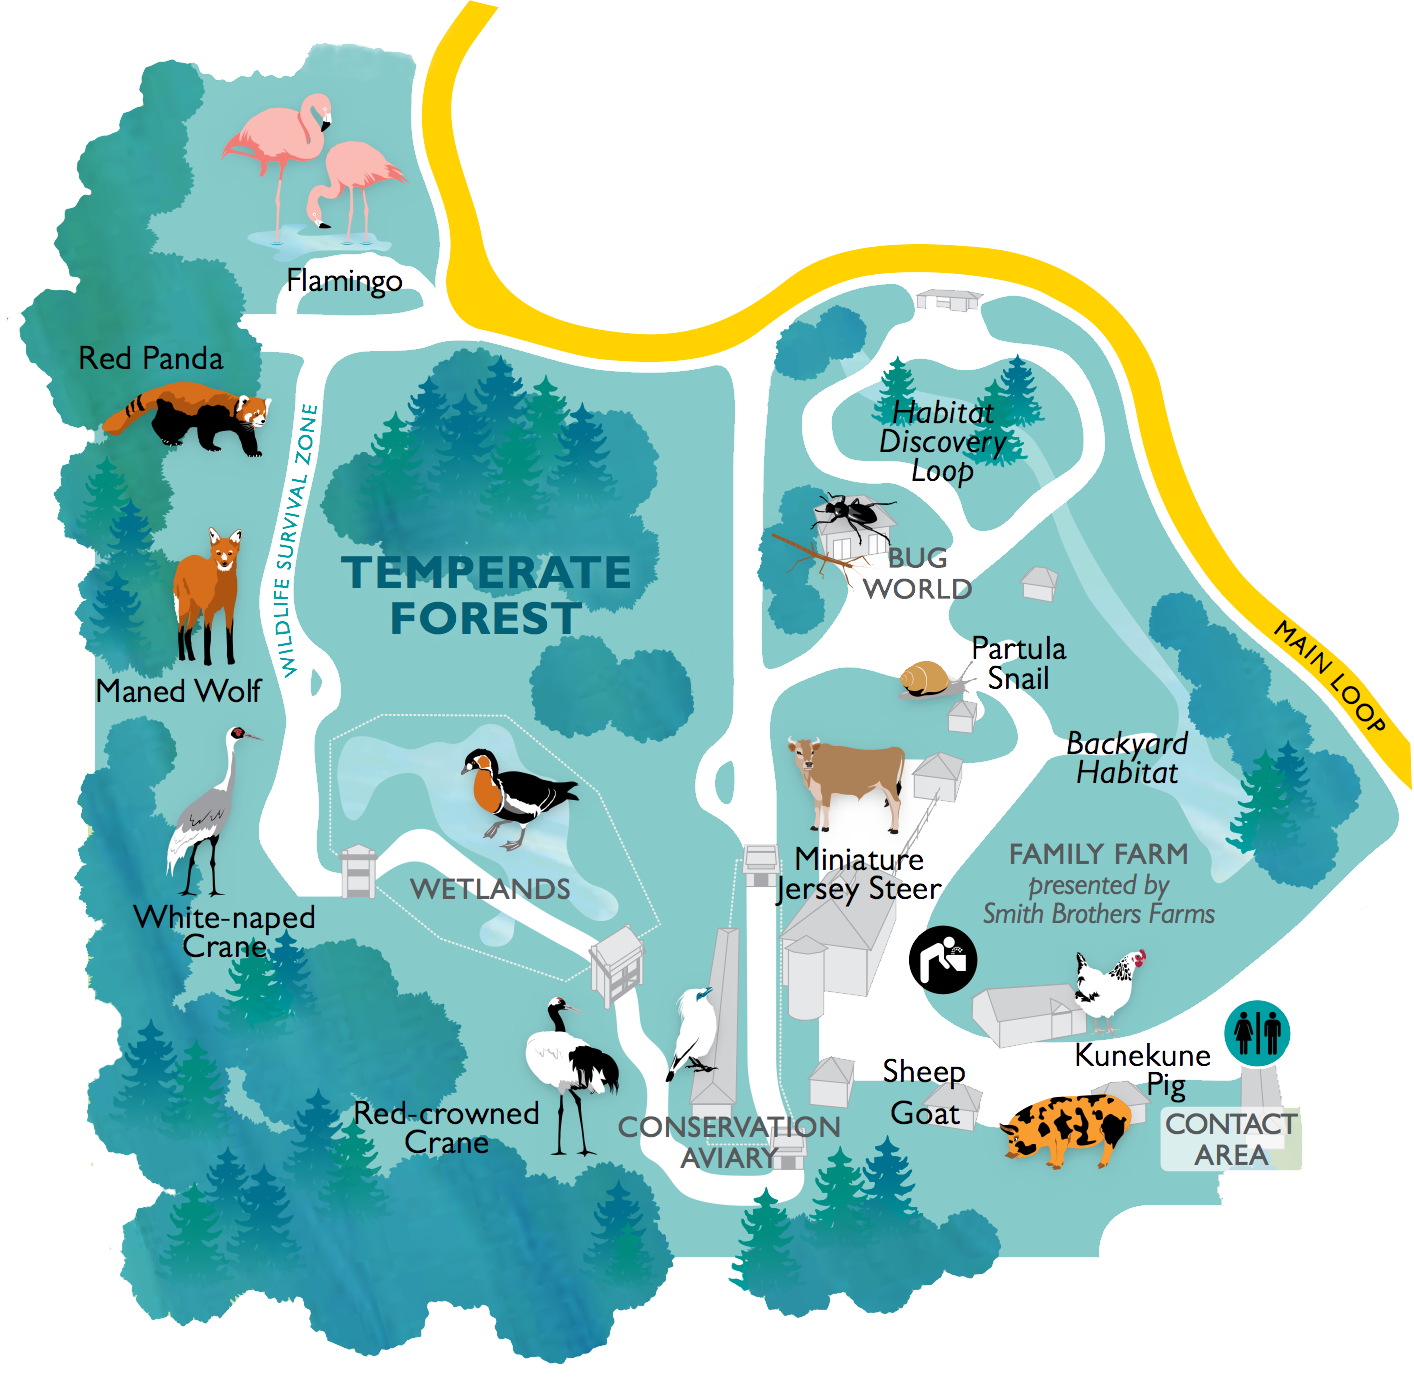 Flamingo
Red Panda
WILDLIFE SURVIVAL ZONE
Habitat
Discovery
Loop
TEMPERATE
FOREST
BUG
WORLD
MAIN LOOP
Partula
Snail
Maned Wolf
Backyard
Habitat
Miniature
Jersey Steer
FAMILY FARM
presented by
Smith Brothers Farms
WETLANDS
White-naped
Crane
Kunekune
Pig
Sheep
Goat
Red-crowned
Crane
CONSERVATION
AVIARY
CONTACT
AREA